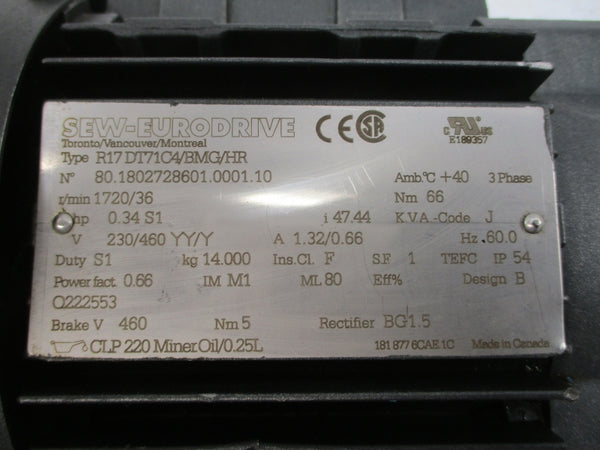 SEW-EURODRIVE CE CSA C UR US
Toronto/Vancouver/Montreal E189357
Type R17 DT71C4/BMG/HR
N° 80.1802728601.0001.10 Amb.°C +40 3 Phase
r/min 1720/36 Nm 66
hp 0.34 S1 i 47.44 K.V.A.-Code J
V 230/460 YY/Y A 1.32/0.66 Hz 60.0
Duty S1 kg 14.000 Ins.Cl. F S.F. 1 TEFC IP 54
Power fact. 0.66 IM M1 ML 80 Eff% Design B
Q222553
Brake V 460 Nm 5 Rectifier BG1.5
CLP 220 Miner.Oil/0.25L 181 877 6CAE 1C Made in Canada